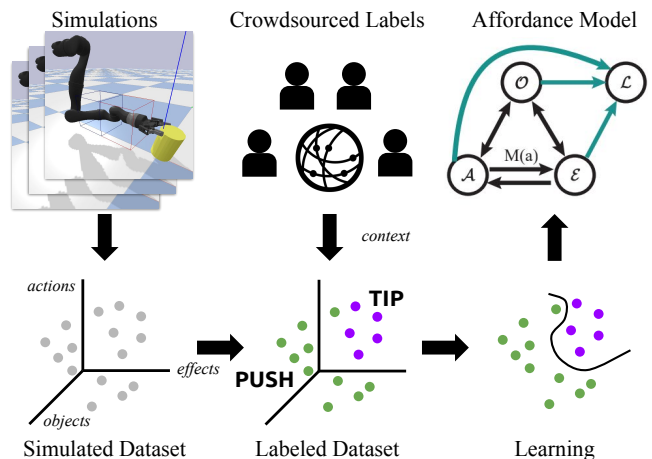 Simulations
Crowdsourced Labels
Affordance Model
O
L
M(a)
A
E
context
actions
TIP
effects
PUSH
objects
Simulated Dataset
Labeled Dataset
Learning